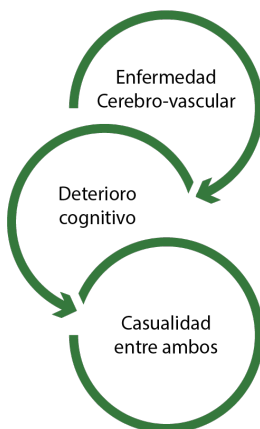 Enfermedad
Cerebro-vascular
Deterioro
cognitivo
Casualidad
entre ambos